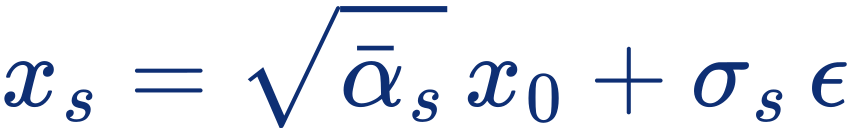 $x_s = \sqrt{\bar{\alpha}_s}\, x_0 + \sigma_s\, \epsilon$